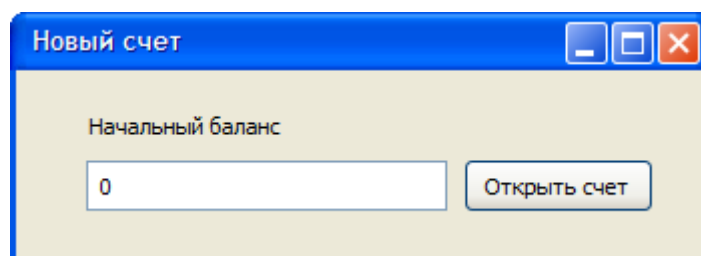 Новый счет
Начальный баланс
0
Открыть счет